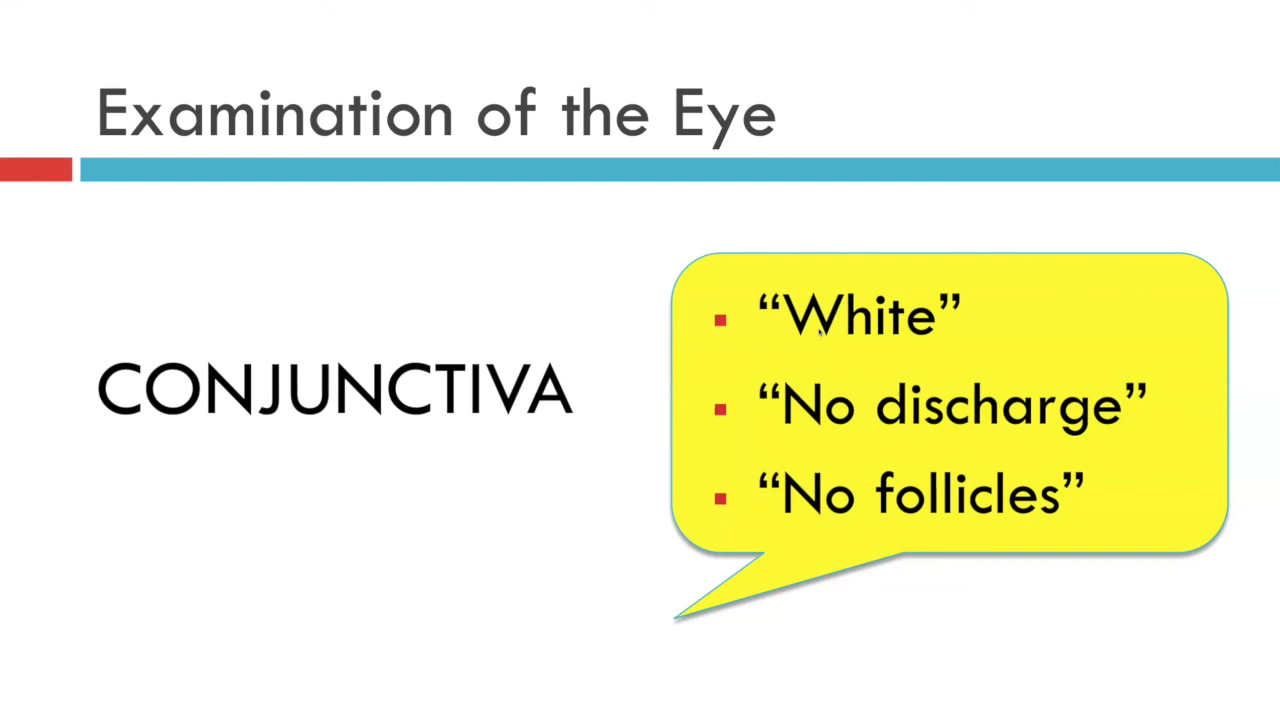 Examination of the Eye
CONJUNCTIVA
“White”
“No discharge”
“No follicles”